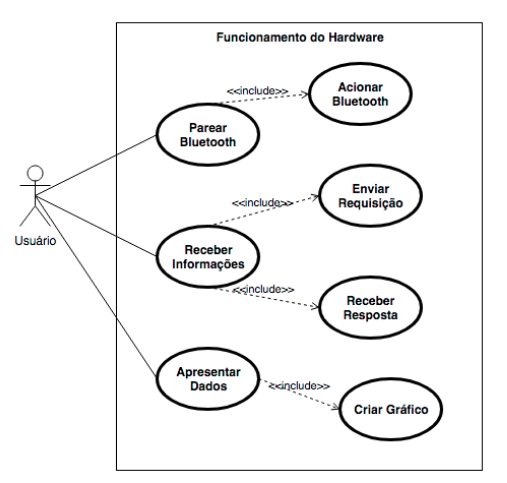 Funcionamento do Hardware
<<include>>
Acionar
Bluetooth
Parear
Bluetooth
Enviar
Requisição
<<include>>
Usuário
Receber
Informações
<<include>>
Receber
Resposta
Apresentar
Dados
<<include>>
Criar Gráfico